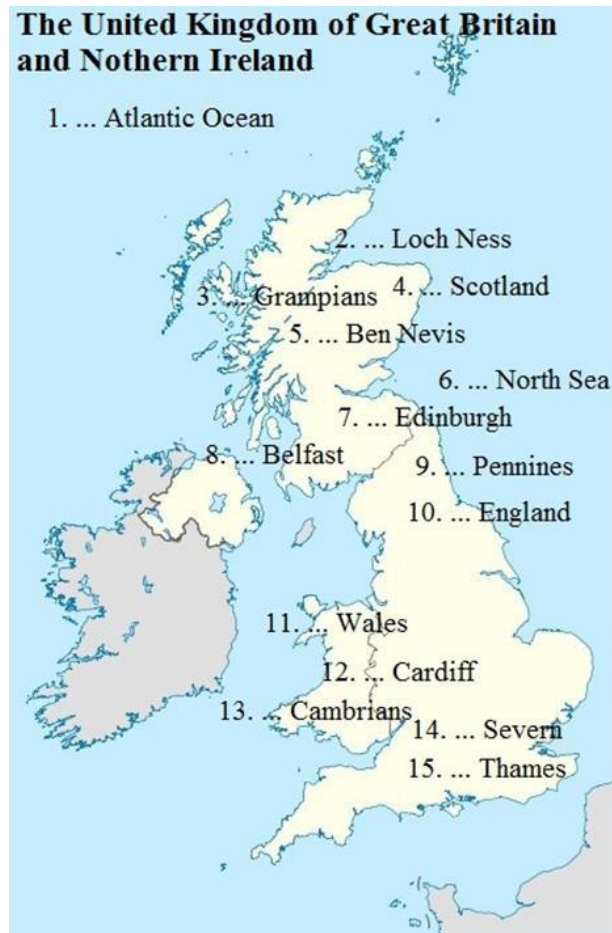 The United Kingdom of Great Britain
and Nothern Ireland
1. ... Atlantic Ocean
2. ... Loch Ness
3. ... Grampians
4. ... Scotland
5. ... Ben Nevis
6. ... North Sea
7. ... Edinburgh
8. ... Belfast
9. ... Pennines
10. ... England
11. ... Wales
12. ... Cardiff
13. ... Cambrians
14. ... Severn
15. ... Thames